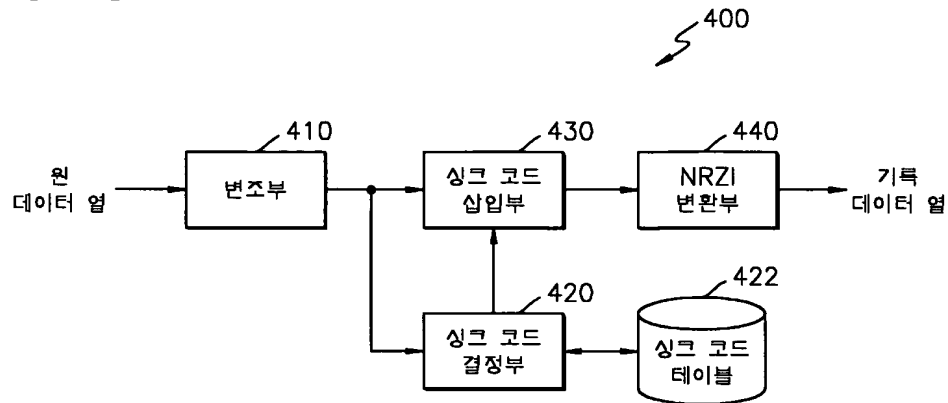 400
410
430
440
원
데이터 열
변조부
싱크 코드
삽입부
NRZI
변환부
기록
데이터 열
420
422
싱크 코드
결정부
싱크 코드
테이블